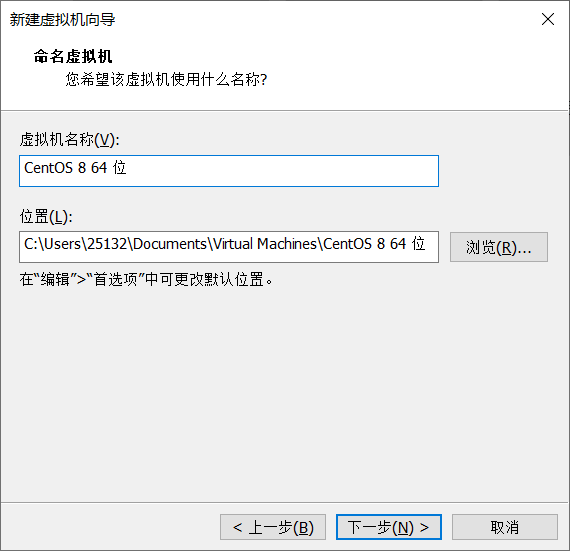 新建虚拟机向导
命名虚拟机
您希望该虚拟机使用什么名称?
虚拟机名称(V):
CentOS 8 64 位
位置(L):
C:\Users\25132\Documents\Virtual Machines\CentOS 8 64 位
浏览(R)...
在“编辑”>“首选项”中可更改默认位置。
< 上一步(B)
下一步(N) >
取消